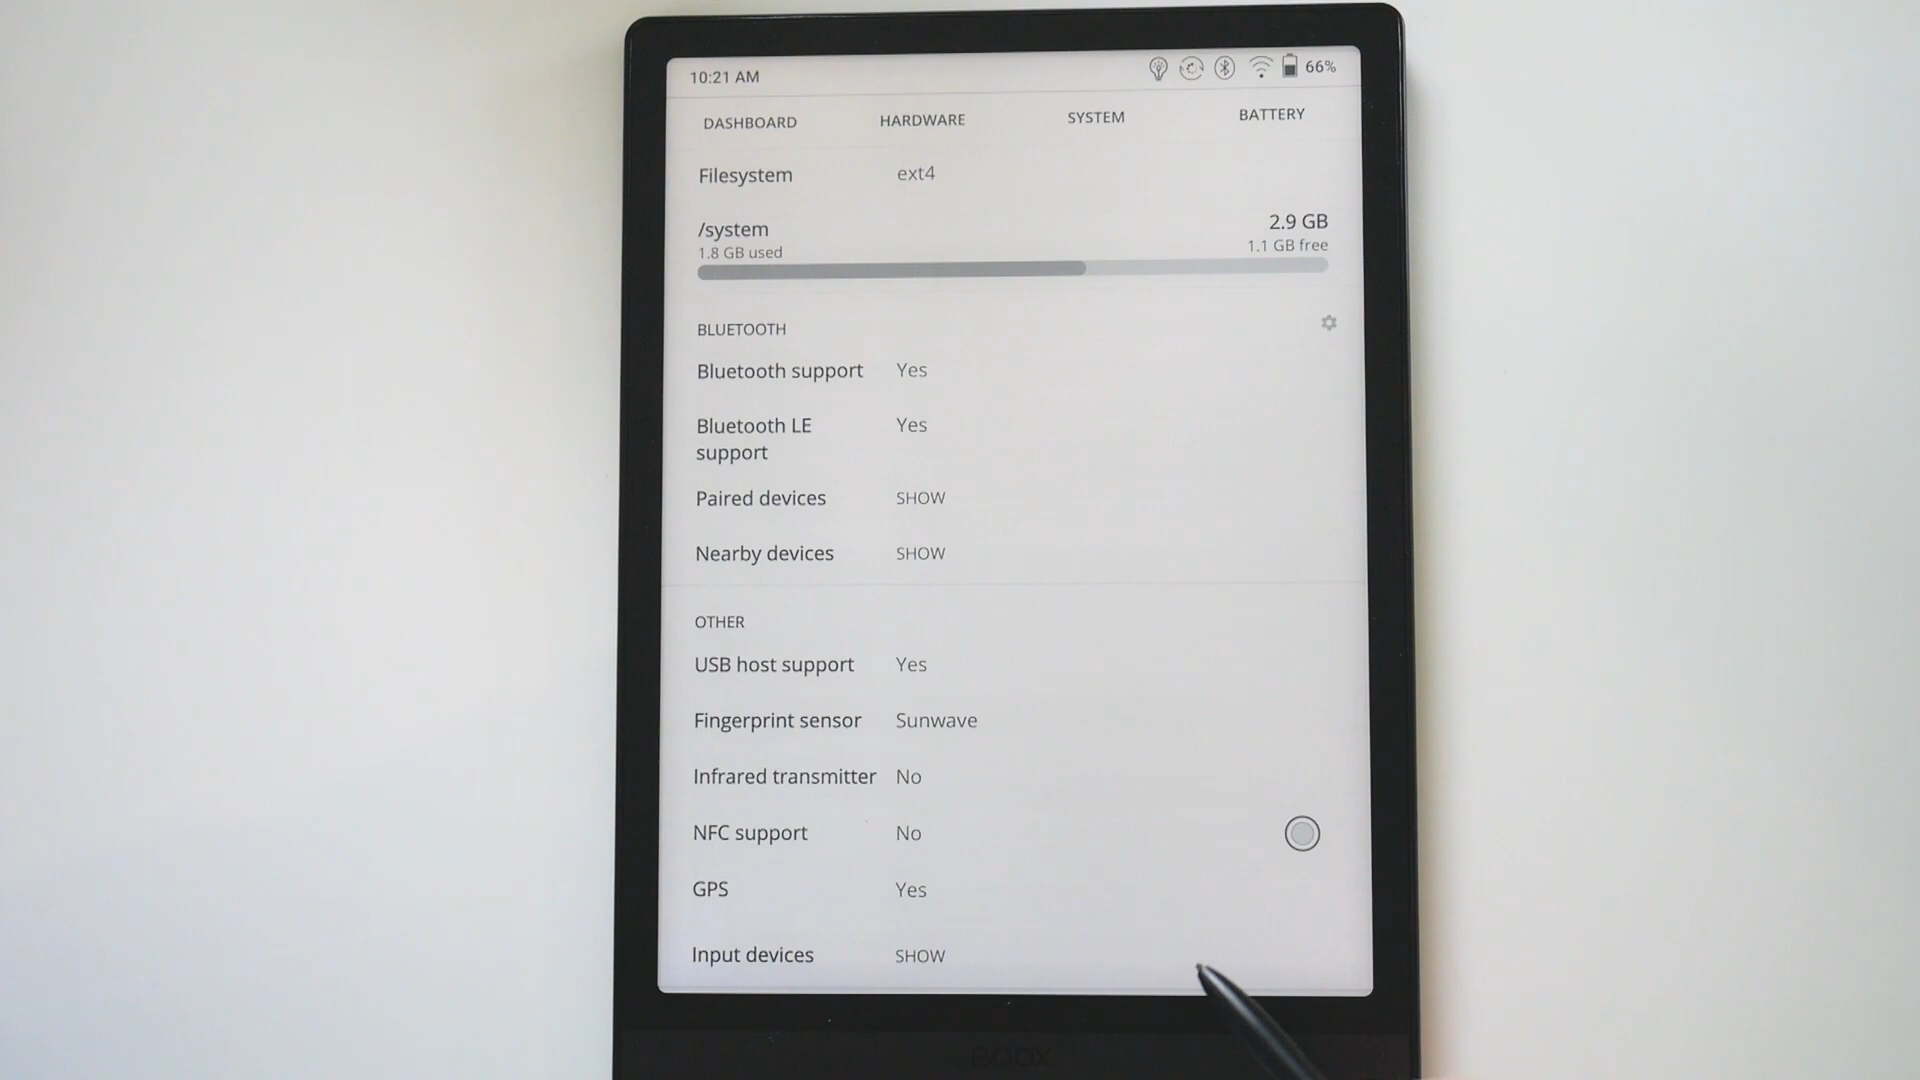 10:21 AM 66%
DASHBOARD HARDWARE SYSTEM BATTERY
Filesystem ext4
/system 2.9 GB
1.8 GB used 1.1 GB free
BLUETOOTH
Bluetooth support Yes
Bluetooth LE Yes
support
Paired devices SHOW
Nearby devices SHOW
OTHER
USB host support Yes
Fingerprint sensor Sunwave
Infrared transmitter No
NFC support No
GPS Yes
Input devices SHOW
BOOX